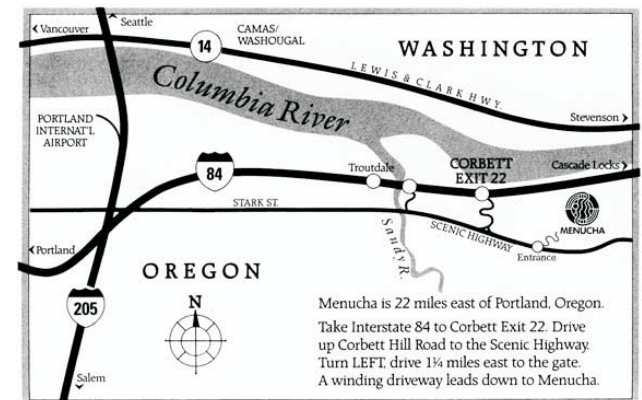 Seattle
Vancouver
14
CAMAS/
WASHOUGAL
WASHINGTON
LEWIS & CLARK HWY.
Columbia River
Stevenson
PORTLAND
INTERNAT'L
AIRPORT
84
Troutdale
CORBETT
EXIT 22
Cascade Locks
STARK ST.
Sandy R.
SCENIC HIGHWAY
MENUCHA
Entrance
Portland
OREGON
205
N
Salem
Menucha is 22 miles east of Portland, Oregon.
Take Interstate 84 to Corbett Exit 22. Drive
up Corbett Hill Road to the Scenic Highway.
Turn LEFT, drive 1¼ miles east to the gate.
A winding driveway leads down to Menucha.